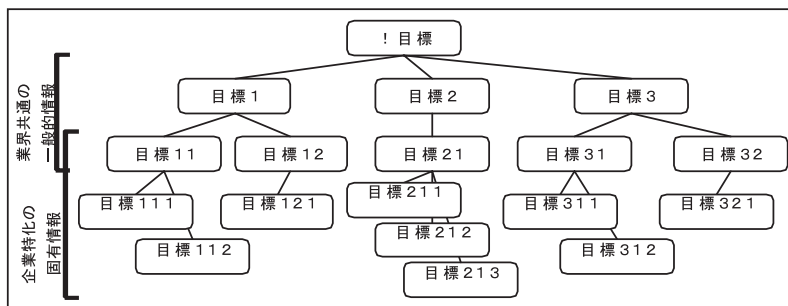 ！目標
目標1
目標2
目標3
業界共通の
一般的情報
目標11
目標12
目標21
目標31
目標32
目標111
目標121
目標211
目標311
目標321
企業特化の
固有情報
目標112
目標212
目標312
目標213